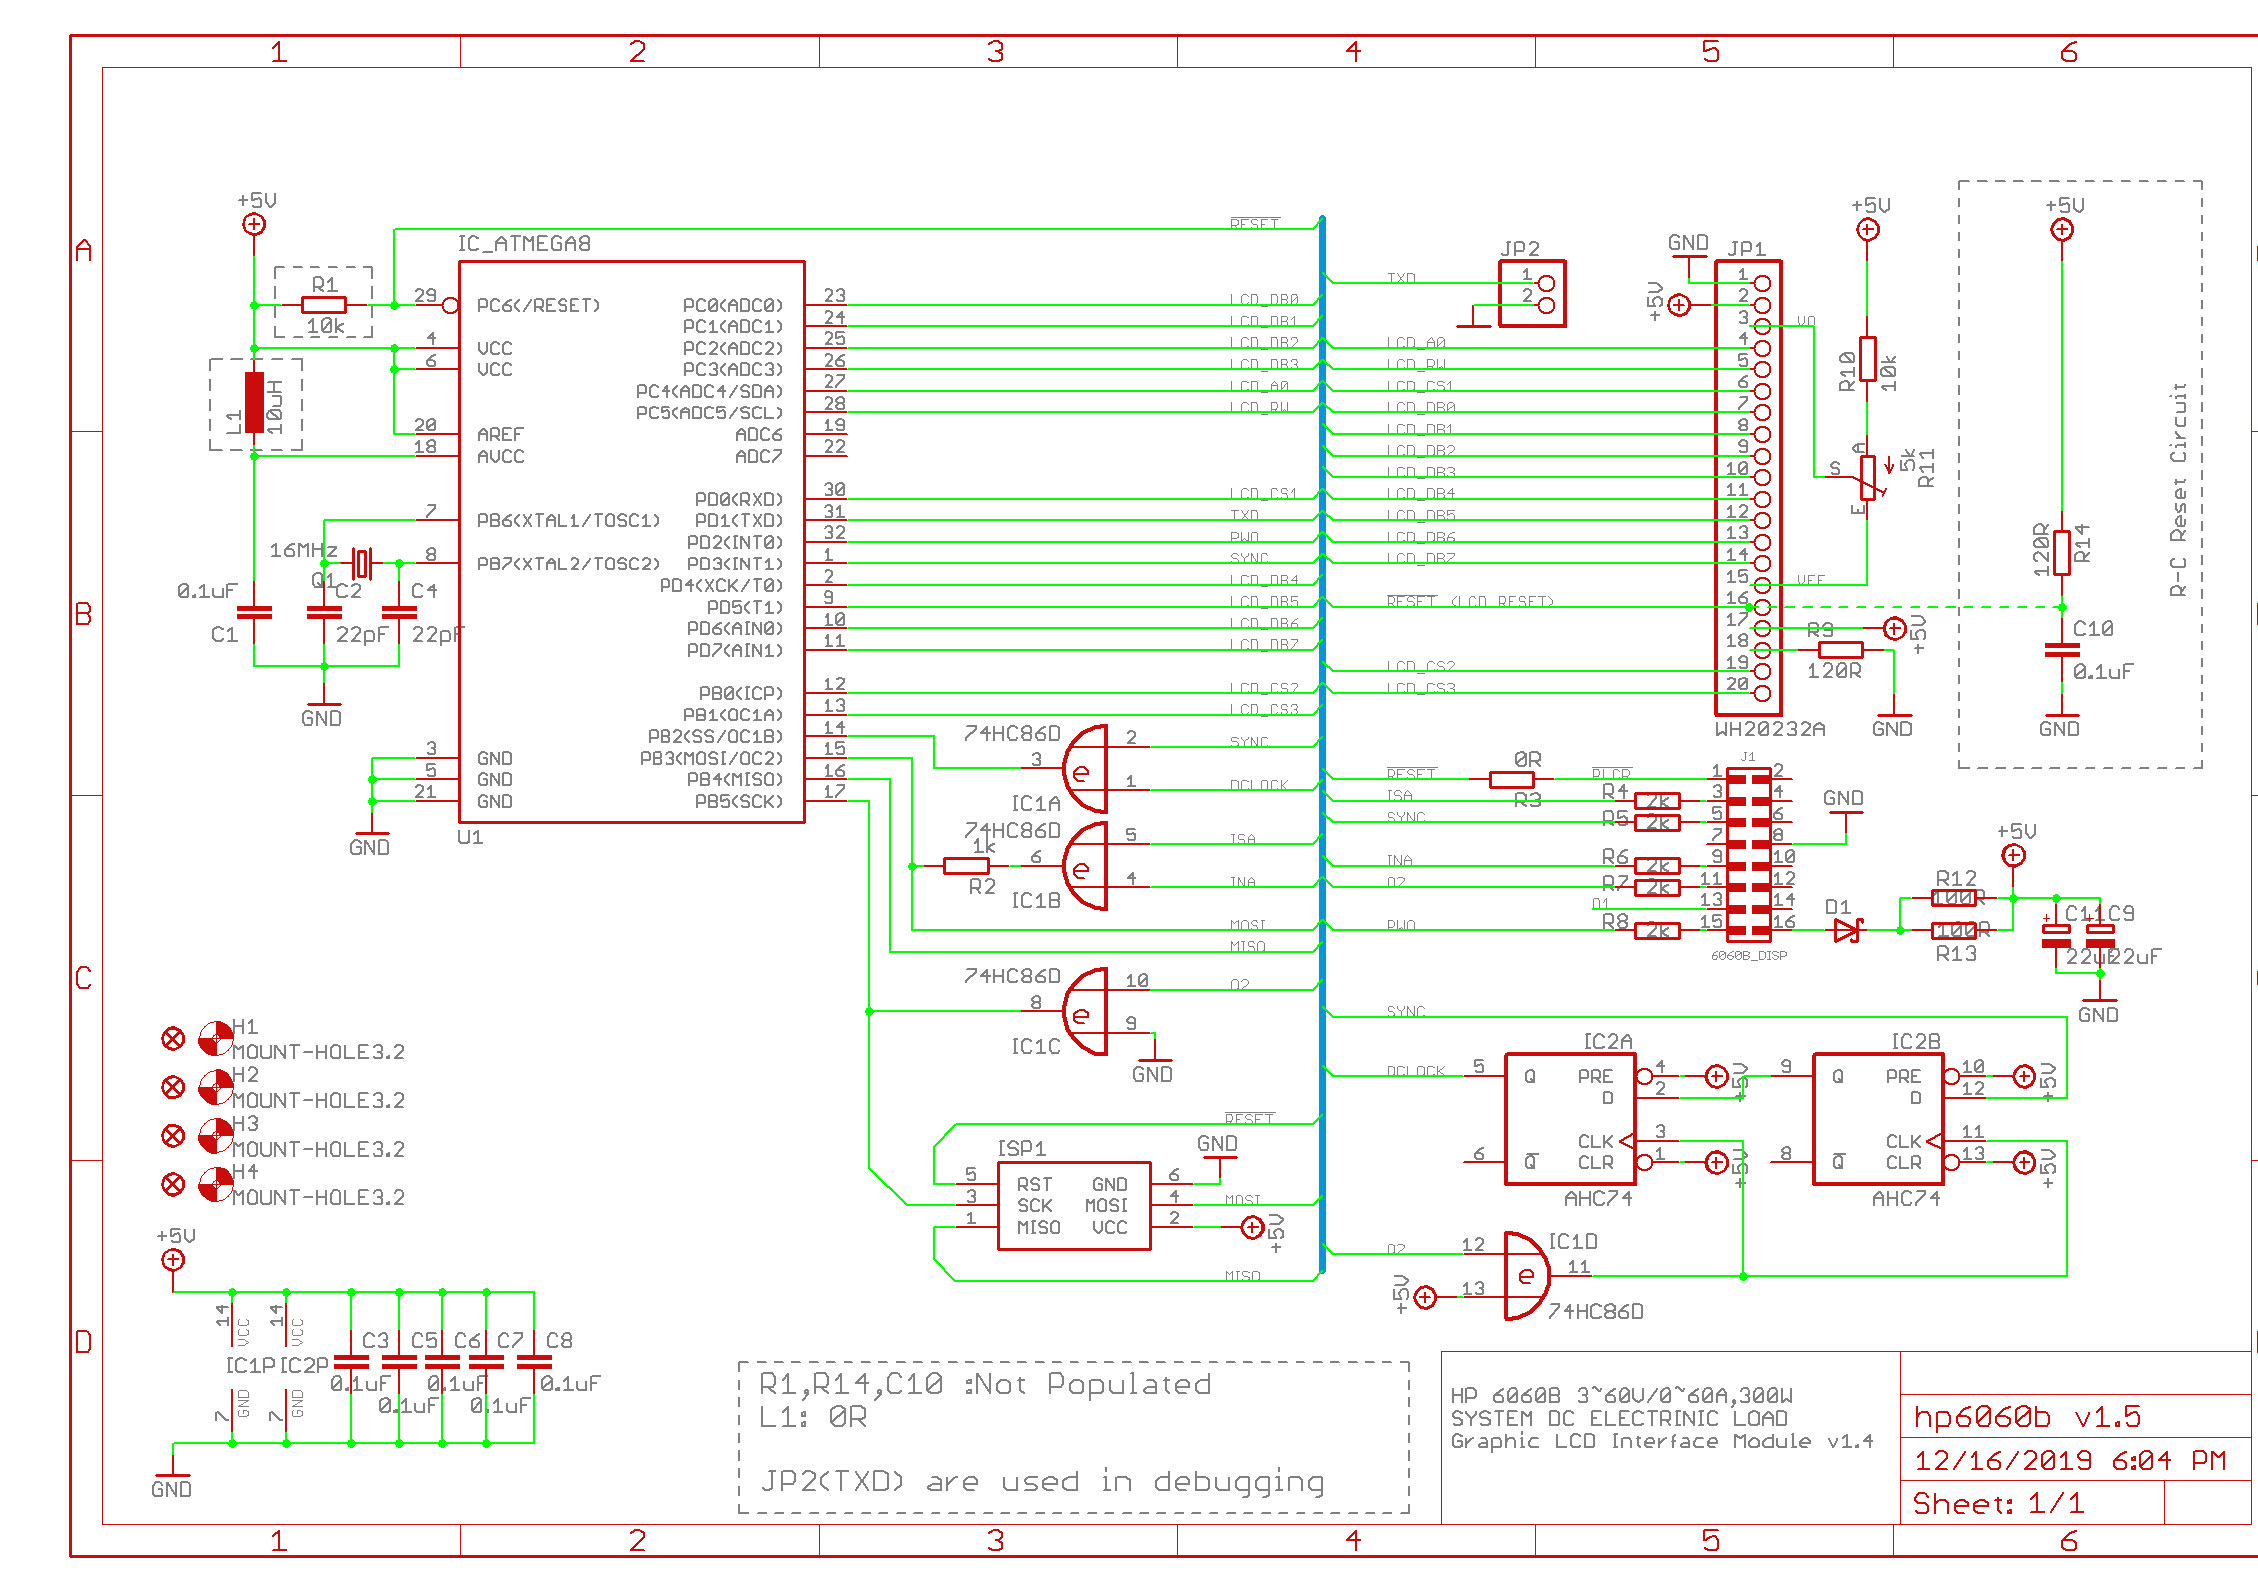 1 2 3 4 5 6
A
B
C
D
+5V
R1
10k
L1
10uH
IC_ATMEGA8
29 PC6(/RESET)
4 VCC
6 VCC
20 AREF
18 AVCC
7 PB6(XTAL1/TOSC1)
8 PB7(XTAL2/TOSC2)
3 GND
5 GND
21 GND
U1
GND
PC0(ADC0) 23 LCD_DB0
PC1(ADC1) 24 LCD_DB1
PC2(ADC2) 25 LCD_DB2
PC3(ADC3) 26 LCD_DB3
PC4(ADC4/SDA) 27 LCD_A0
PC5(ADC5/SCL) 28 LCD_RW
ADC6 19
ADC7 22
PD0(RXD) 30 LCD_CS1
PD1(TXD) 31 TXD
PD2(INT0) 32 PWO
PD3(INT1) 1 SYNC
PD4(XCK/T0) 2 LCD_DB4
PD5(T1) 9 LCD_DB5
PD6(AIN0) 10 LCD_DB6
PD7(AIN1) 11 LCD_DB7
PB0(ICP) 12 LCD_CS2
PB1(OC1A) 13 LCD_CS3
PB2(SS/OC1B) 14
PB3(MOSI/OC2) 15
PB4(MISO) 16
PB5(SCK) 17
RESET
16MHz
Q1
0.1uF
C1
C2
22pF
C4
22pF
GND
74HC86D
3 2 SYNC
1 DCLOCK
IC1A
74HC86D
1k
R2
6 5 ISA
4 INA
IC1B
MOSI
MISO
74HC86D
8 10 O2
9
IC1C
GND
RESET
ISP1
GND
5 RST GND 6
3 SCK MOSI 4 MOSI
1 MISO VCC 2 +5V
MISO
TXD
JP2
1
2
GND
JP1
+5V
1
2
3 VO
LCD_A0 4
LCD_RW 5
LCD_CS1 6
LCD_DB0 7
LCD_DB1 8
LCD_DB2 9
LCD_DB3 10
LCD_DB4 11
LCD_DB5 12
LCD_DB6 13
LCD_DB7 14
15 VEE
RESET (LCD RESET) 16
17 +5V
18 R9
120R
LCD_CS2 19
LCD_CS3 20
WH20232A
GND
+5V
R10
10k
A
S
E
5k
R11
+5V
120R
R14
C10
0.1uF
GND
R-C Reset Circuit
J1
RESET 0R R3 PLCR 1 2
ISA R4 2k 3 4
SYNC R5 2k 5 6
7 8 GND
INA R6 2k 9 10
O2 R7 2k 11 12
O1 13 14
PWO R8 2k 15 16
6060B_DISP
D1
R12
100R
100R
R13
+5V
C11 C9
22uF 22uF
GND
SYNC
DCLOCK
IC2A
5 Q PRE 4 +5V
D 2
CLK 3
6 Q CLR 1 +5V
AHC74
IC2B
9 Q PRE 10 +5V
D 12
CLK 11
8 Q CLR 13 +5V
AHC74
O2 12 IC1D
11
+5V 13
74HC86D
H1
MOUNT-HOLE3.2
H2
MOUNT-HOLE3.2
H3
MOUNT-HOLE3.2
H4
MOUNT-HOLE3.2
+5V
14 VCC 14 VCC
IC1P IC2P
7 GND 7 GND
C3 C5 C6 C7 C8
0.1uF 0.1uF 0.1uF
0.1uF 0.1uF
GND
R1,R14,C10 :Not Populated
L1: 0R
JP2(TXD) are used in debugging
HP 6060B 3~60V/0~60A,300W
SYSTEM DC ELECTRINIC LOAD
Graphic LCD Interface Module v1.4
hp6060b v1.5
12/16/2019 6:04 PM
Sheet: 1/1
1 2 3 4 5 6